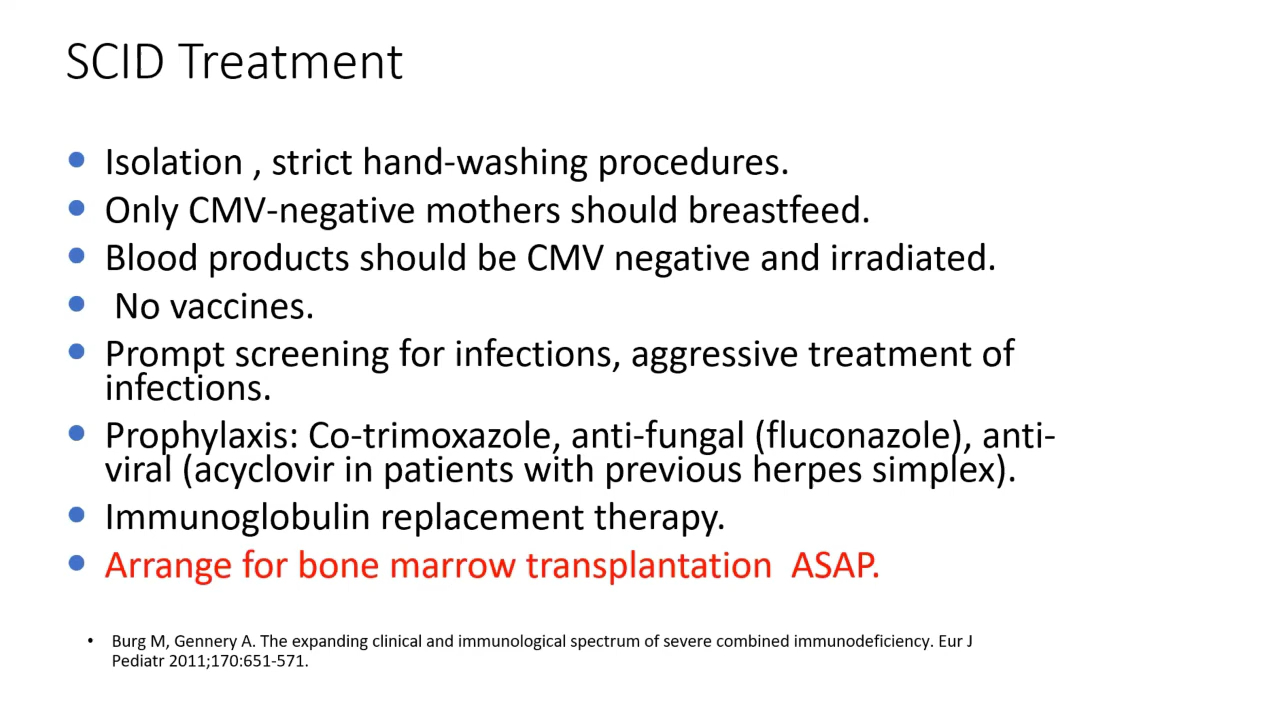 SCID Treatment
• Isolation , strict hand-washing procedures.
• Only CMV-negative mothers should breastfeed.
• Blood products should be CMV negative and irradiated.
• No vaccines.
• Prompt screening for infections, aggressive treatment of
infections.
• Prophylaxis: Co-trimoxazole, anti-fungal (fluconazole), anti-
viral (acyclovir in patients with previous herpes simplex).
• Immunoglobulin replacement therapy.
• Arrange for bone marrow transplantation  ASAP.
• Burg M, Gennery A. The expanding clinical and immunological spectrum of severe combined immunodeficiency. Eur J
Pediatr 2011;170:651-571.